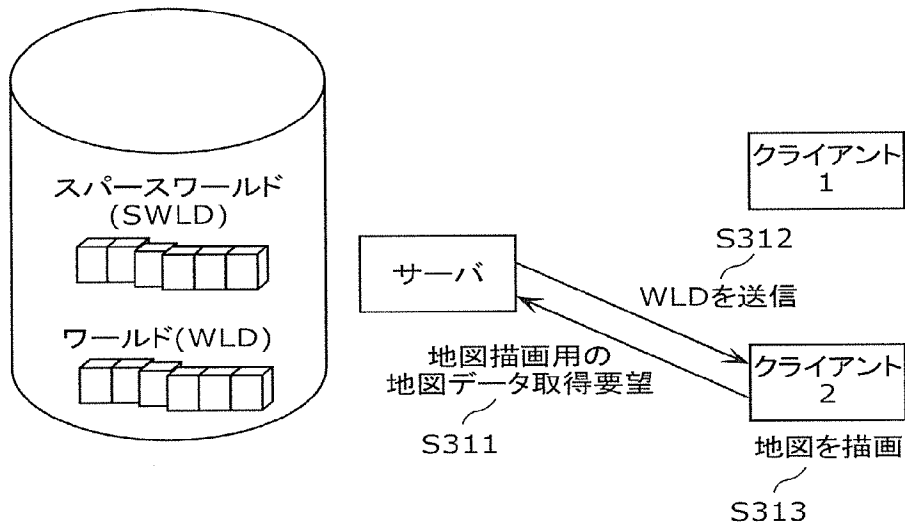 スパースワールド
(SWLD)
ワールド(WLD)
サーバ
クライアント
1
S312
WLDを送信
地図描画用の
地図データ取得要望
S311
クライアント
2
地図を描画
S313